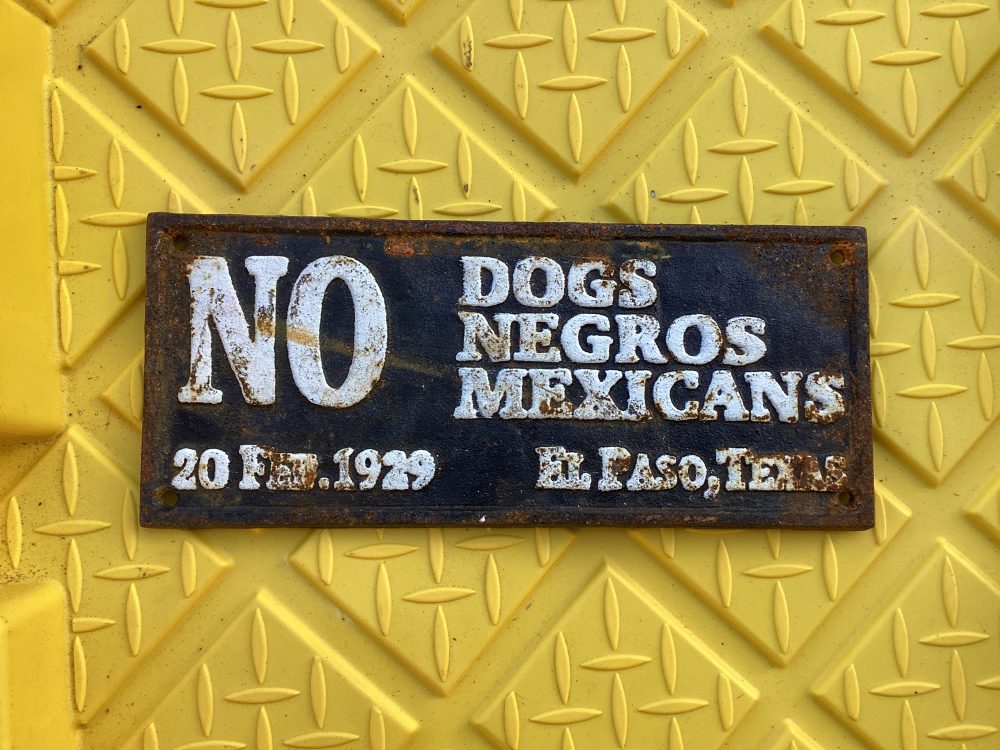 NO
DOGS
NEGROS
MEXICANS
20 FEB. 1929
EL PASO, TEXAS